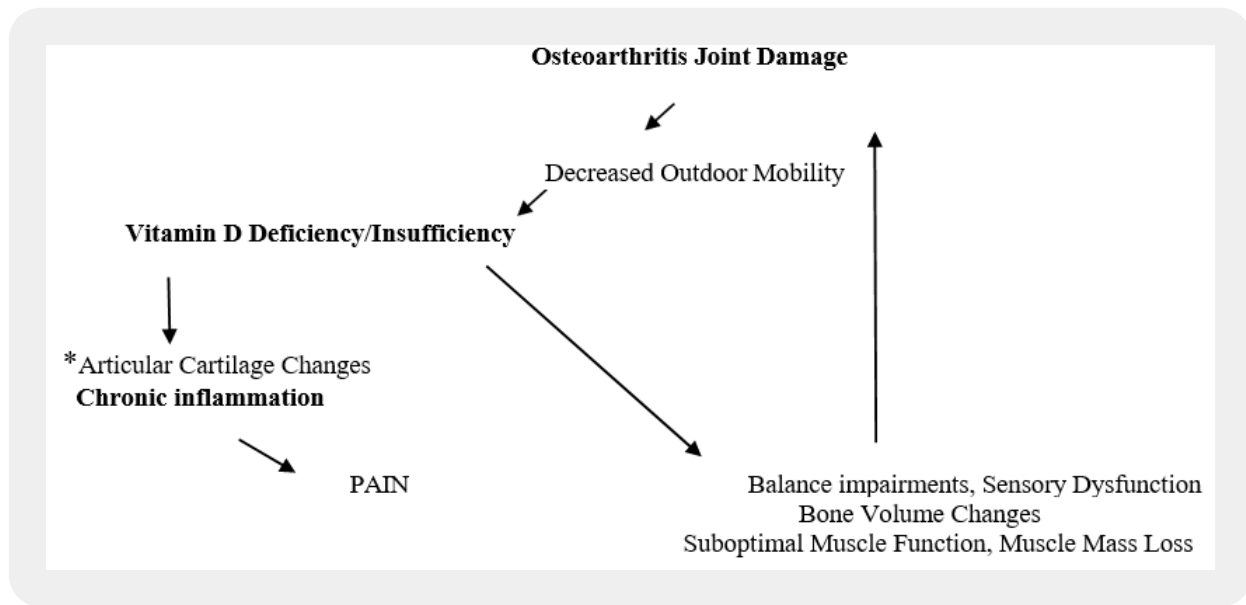 Osteoarthritis Joint Damage
Decreased Outdoor Mobility
Vitamin D Deficiency/Insufficiency
*Articular Cartilage Changes
Chronic inflammation
PAIN
Balance impairments, Sensory Dysfunction
Bone Volume Changes
Suboptimal Muscle Function, Muscle Mass Loss